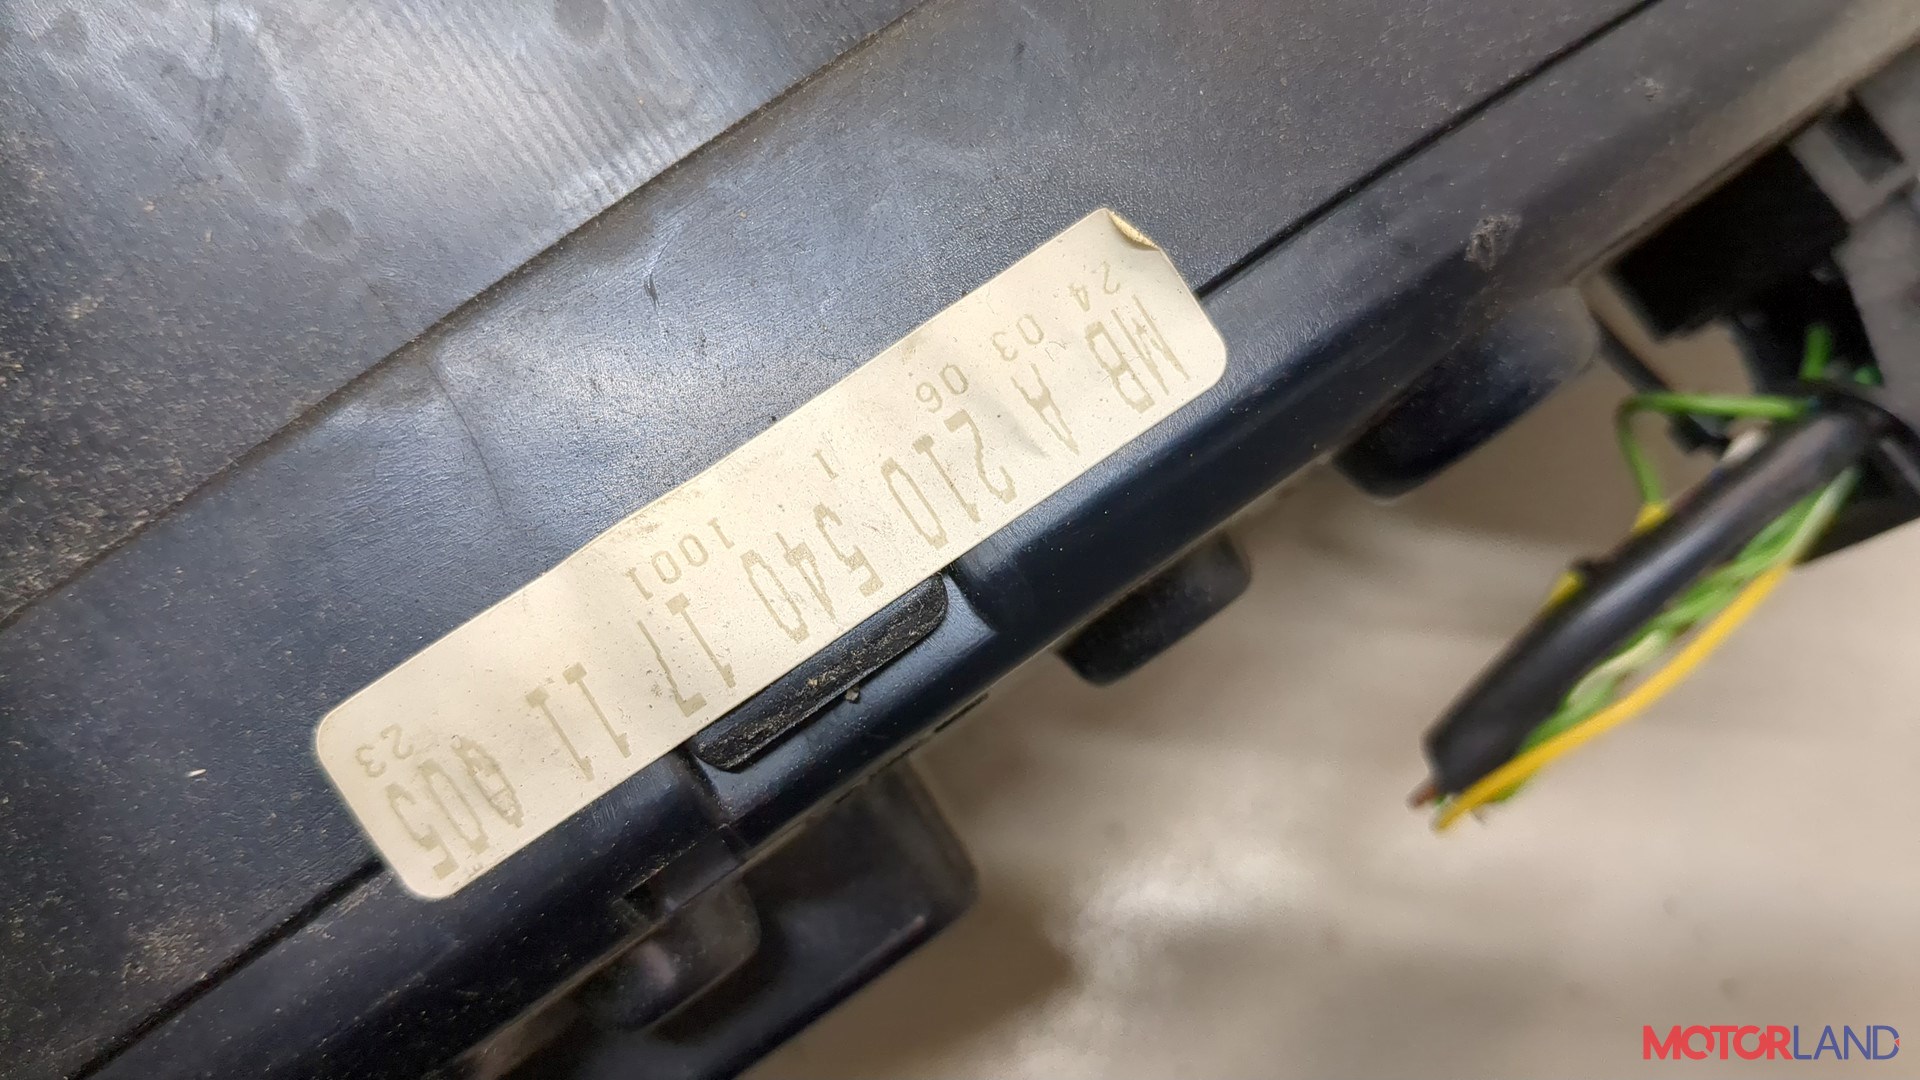 MB A 210 540 17 11 005
24 03 06 1 1001 23
MOTORLAND